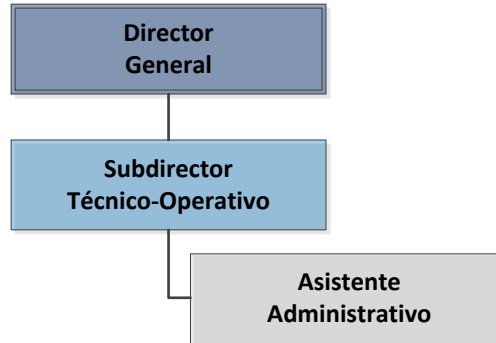 Director
General
Subdirector
Técnico-Operativo
Asistente
Administrativo